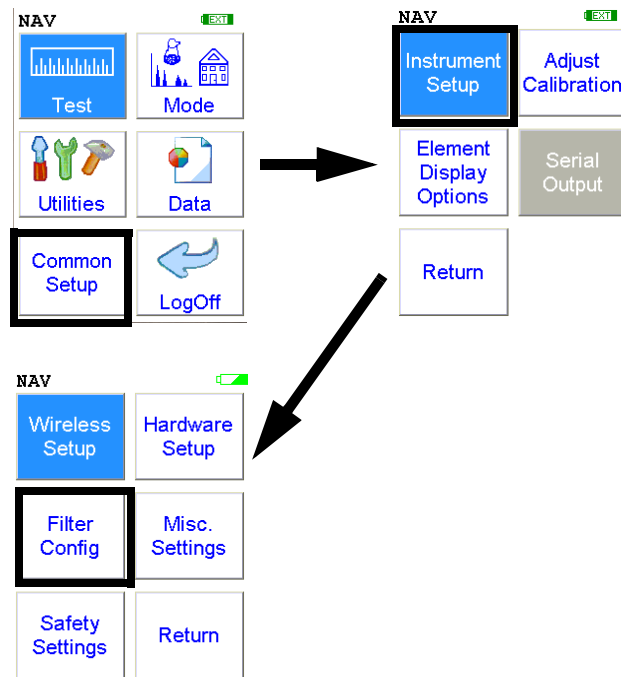 NAV
EXT
Test
Mode
Utilities
Data
Common
Setup
LogOff
NAV
EXT
Instrument
Setup
Adjust
Calibration
Element
Display
Options
Serial
Output
Return
NAV
Wireless
Setup
Hardware
Setup
Filter
Config
Misc.
Settings
Safety
Settings
Return